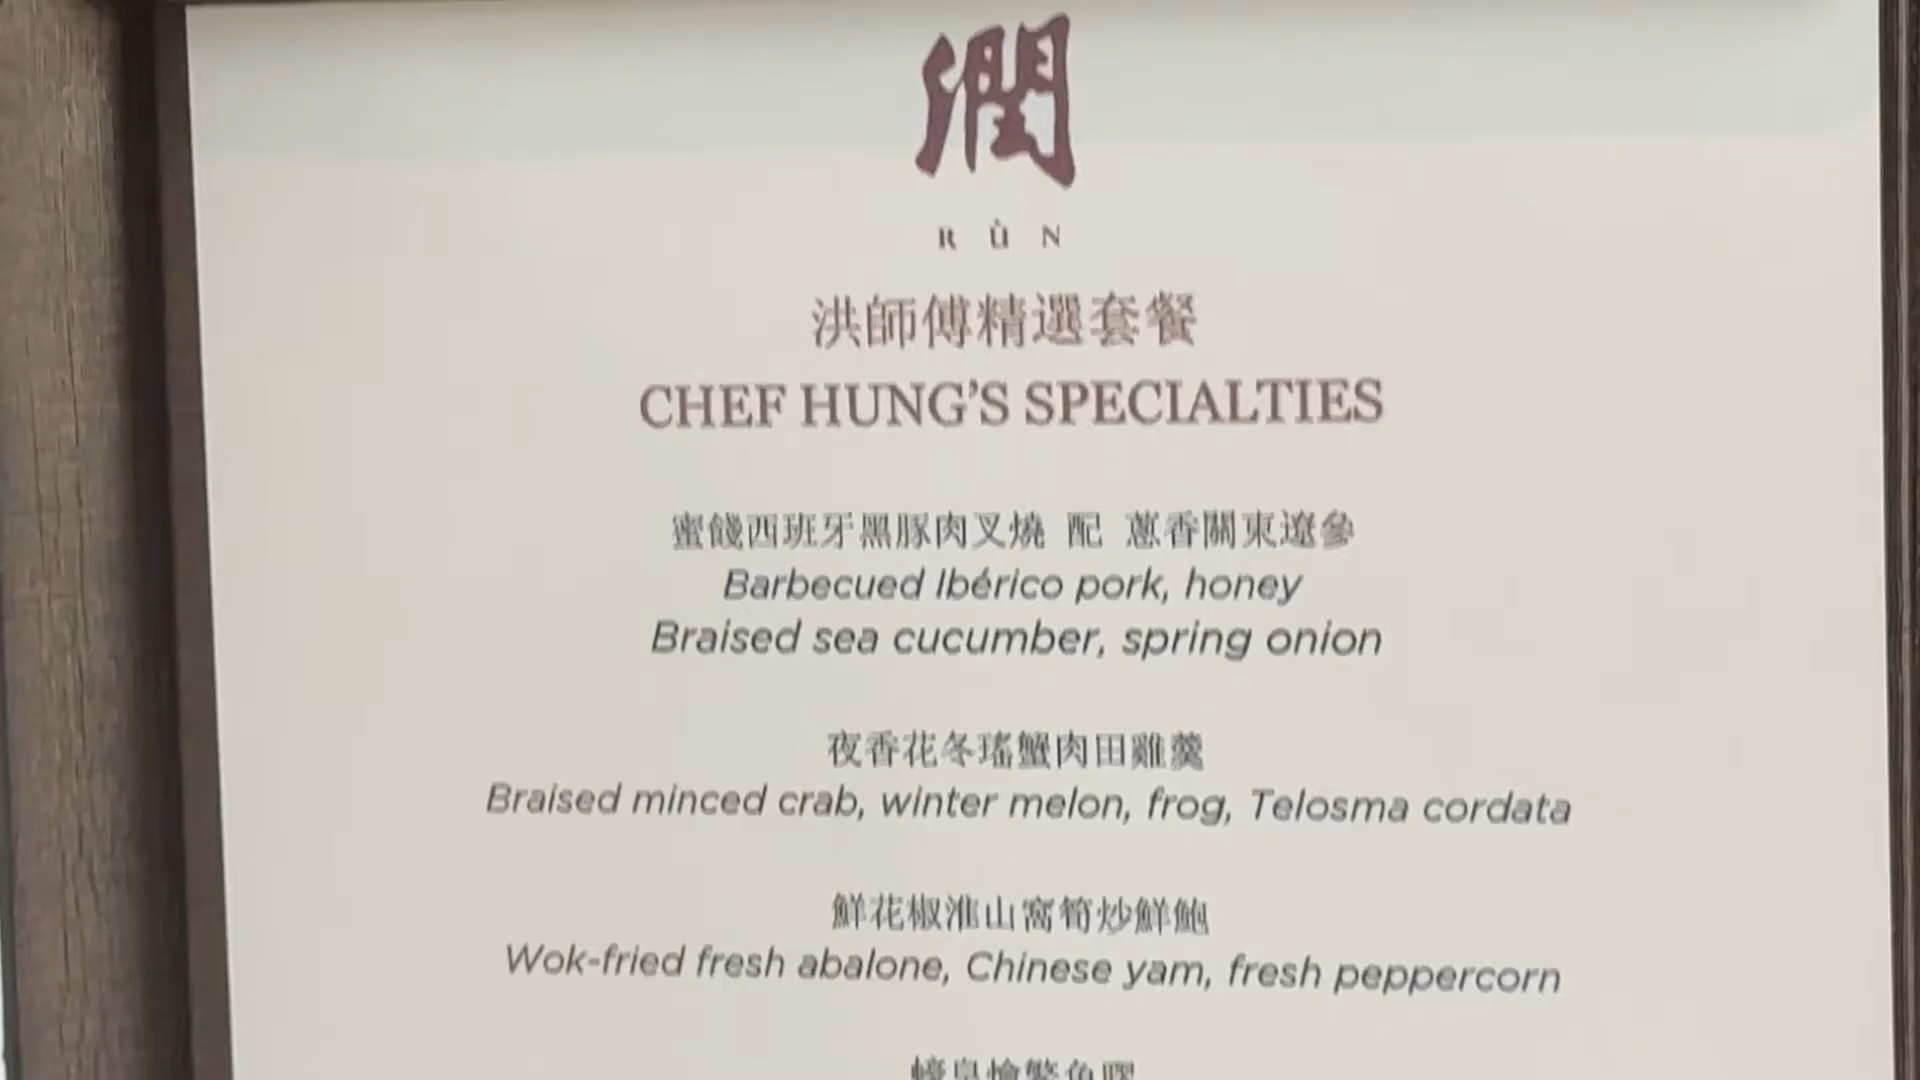 潤
RÙN
洪師傅精選套餐
CHEF HUNG'S SPECIALTIES
蜜餞西班牙黑豚肉叉燒 配 蔥香關東遼參
Barbecued Ibérico pork, honey
Braised sea cucumber, spring onion
夜香花冬瑤蟹肉田雞羹
Braised minced crab, winter melon, frog, Telosma cordata
鮮花椒淮山窩筍炒鮮鮑
Wok-fried fresh abalone, Chinese yam, fresh peppercorn